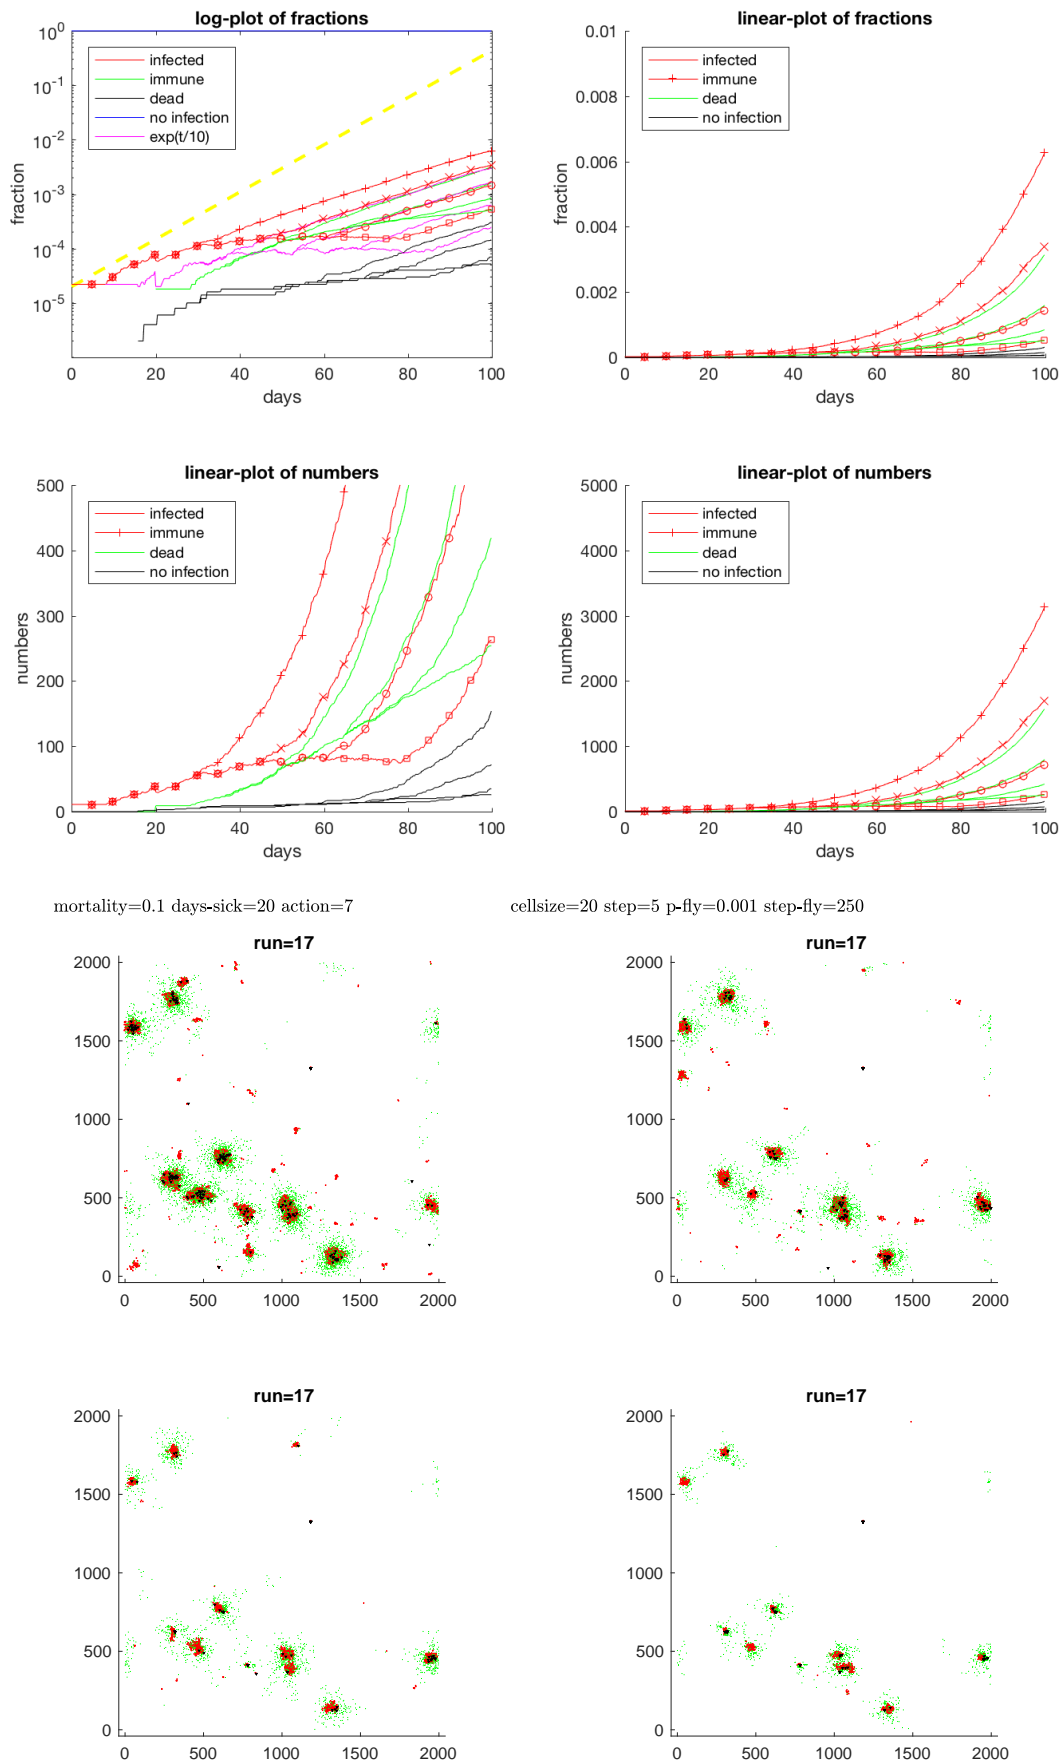 log-plot of fractions
10^0
10^-1
10^-2
10^-3
10^-4
10^-5
fraction
infected
immune
dead
no infection
exp(t/10)
0 20 40 60 80 100
days
linear-plot of fractions
0.01
0.008
0.006
0.004
0.002
0
fraction
infected
immune
dead
no infection
0 20 40 60 80 100
days
linear-plot of numbers
500
400
300
200
100
0
numbers
infected
immune
dead
no infection
0 20 40 60 80 100
days
linear-plot of numbers
5000
4000
3000
2000
1000
0
numbers
infected
immune
dead
no infection
0 20 40 60 80 100
days
mortality=0.1 days-sick=20 action=7
cellsize=20 step=5 p-fly=0.001 step-fly=250
run=17
2000
1500
1000
500
0
0 500 1000 1500 2000
run=17
2000
1500
1000
500
0
0 500 1000 1500 2000
run=17
2000
1500
1000
500
0
0 500 1000 1500 2000
run=17
2000
1500
1000
500
0
0 500 1000 1500 2000